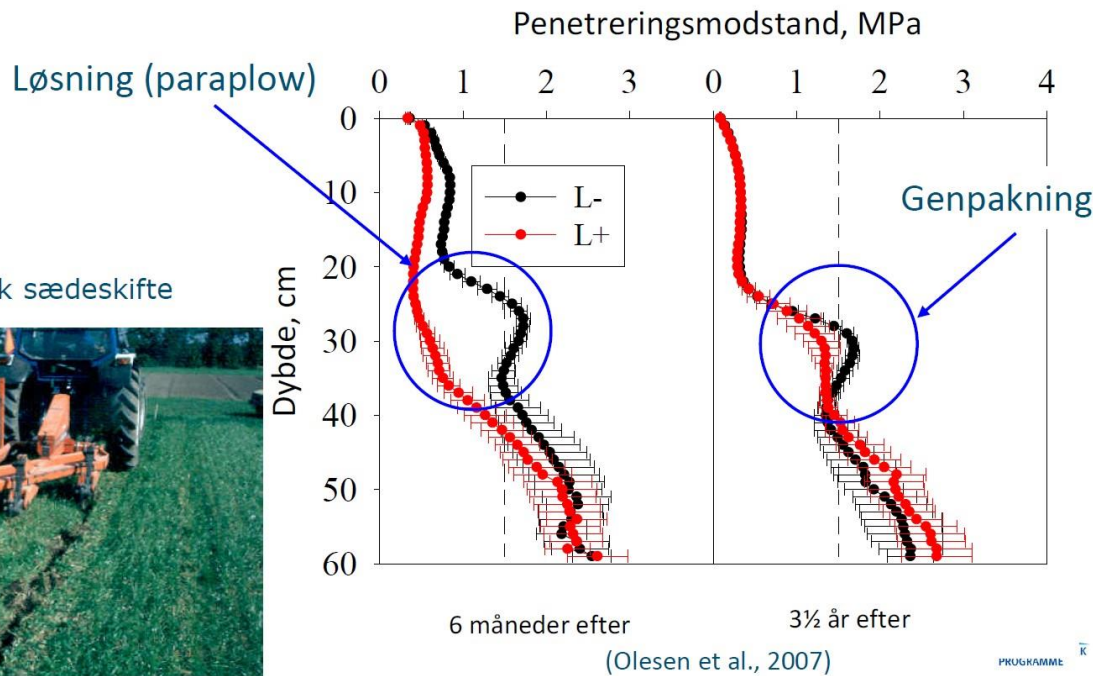 Penetreringsmodstand, MPa
Løsning (paraplow)
0 1 2 3 0 1 2 3 4
0
10
20
30
40
50
60
Dybde, cm
L-
L+
Genpakning
k sædeskifte
6 måneder efter
3½ år efter
(Olesen et al., 2007)
PROGRAMME
K